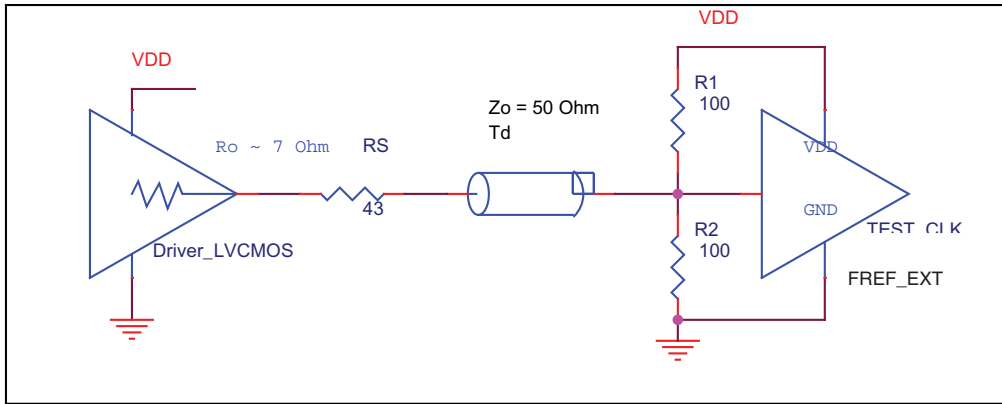 VDD
VDD
R1
100
Zo = 50 Ohm
Td
Ro ~ 7 Ohm
RS
43
VDD
GND
R2
100
TEST_CLK
Driver_LVCMOS
FREF_EXT